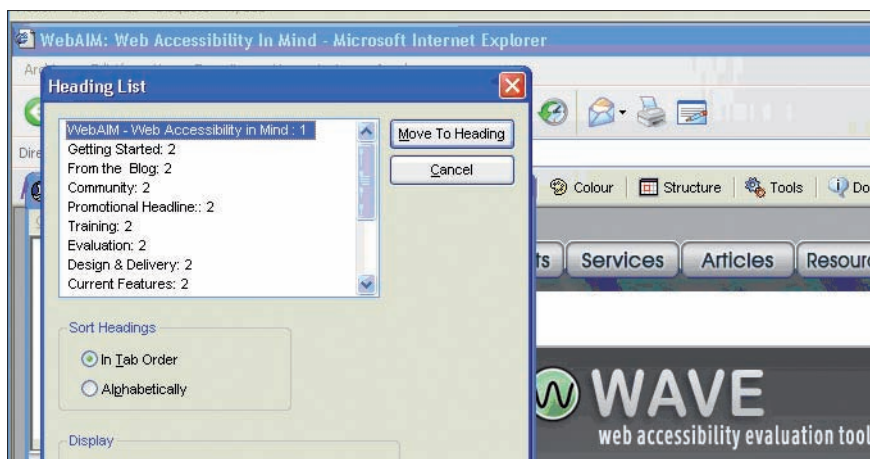 WebAIM: Web Accessibility In Mind - Microsoft Internet Explorer
Heading List
WebAIM - Web Accessibility in Mind : 1
Getting Started: 2
From the Blog: 2
Community: 2
Promotional Headline:: 2
Training: 2
Evaluation: 2
Design & Delivery: 2
Current Features: 2
Move To Heading
Cancel
Sort Headings
In Tab Order
Alphabetically
Display
Dire
Colour
Structure
Tools
Do
ts
Services
Articles
Resour
WAVE
web accessibility evaluation tool